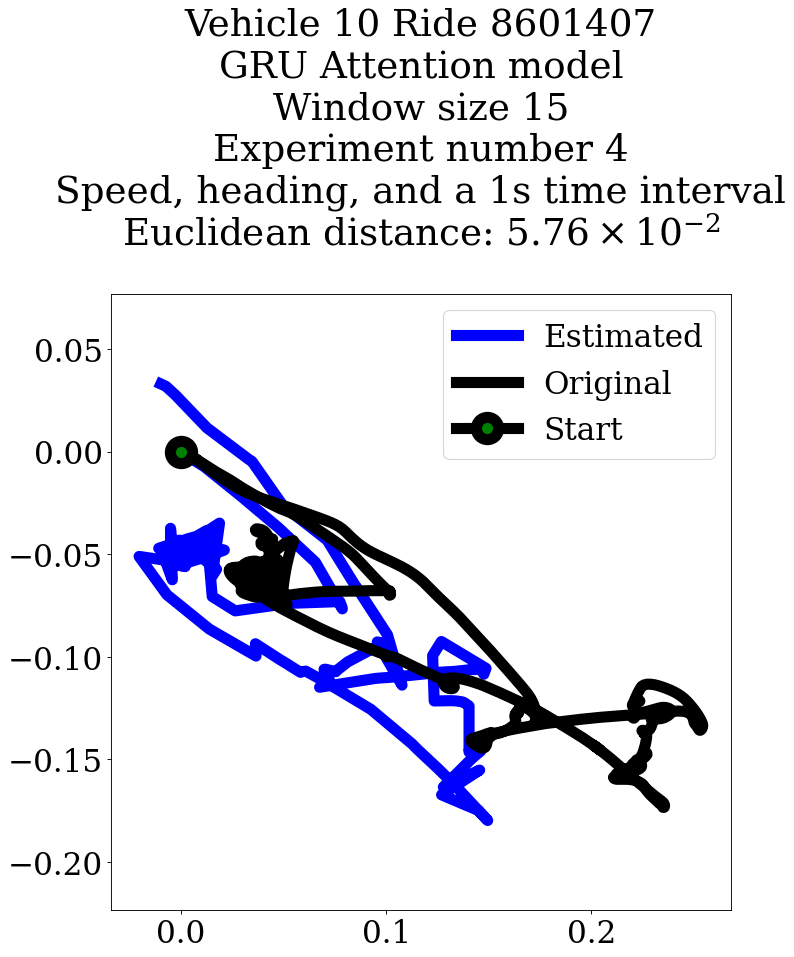 Vehicle 10 Ride 8601407
GRU Attention model
Window size 15
Experiment number 4
Speed, heading, and a 1s time interval
Euclidean distance: 5.76 × 10⁻²
Estimated
Original
Start
0.05
0.00
−0.05
−0.10
−0.15
−0.20
0.0 0.1 0.2